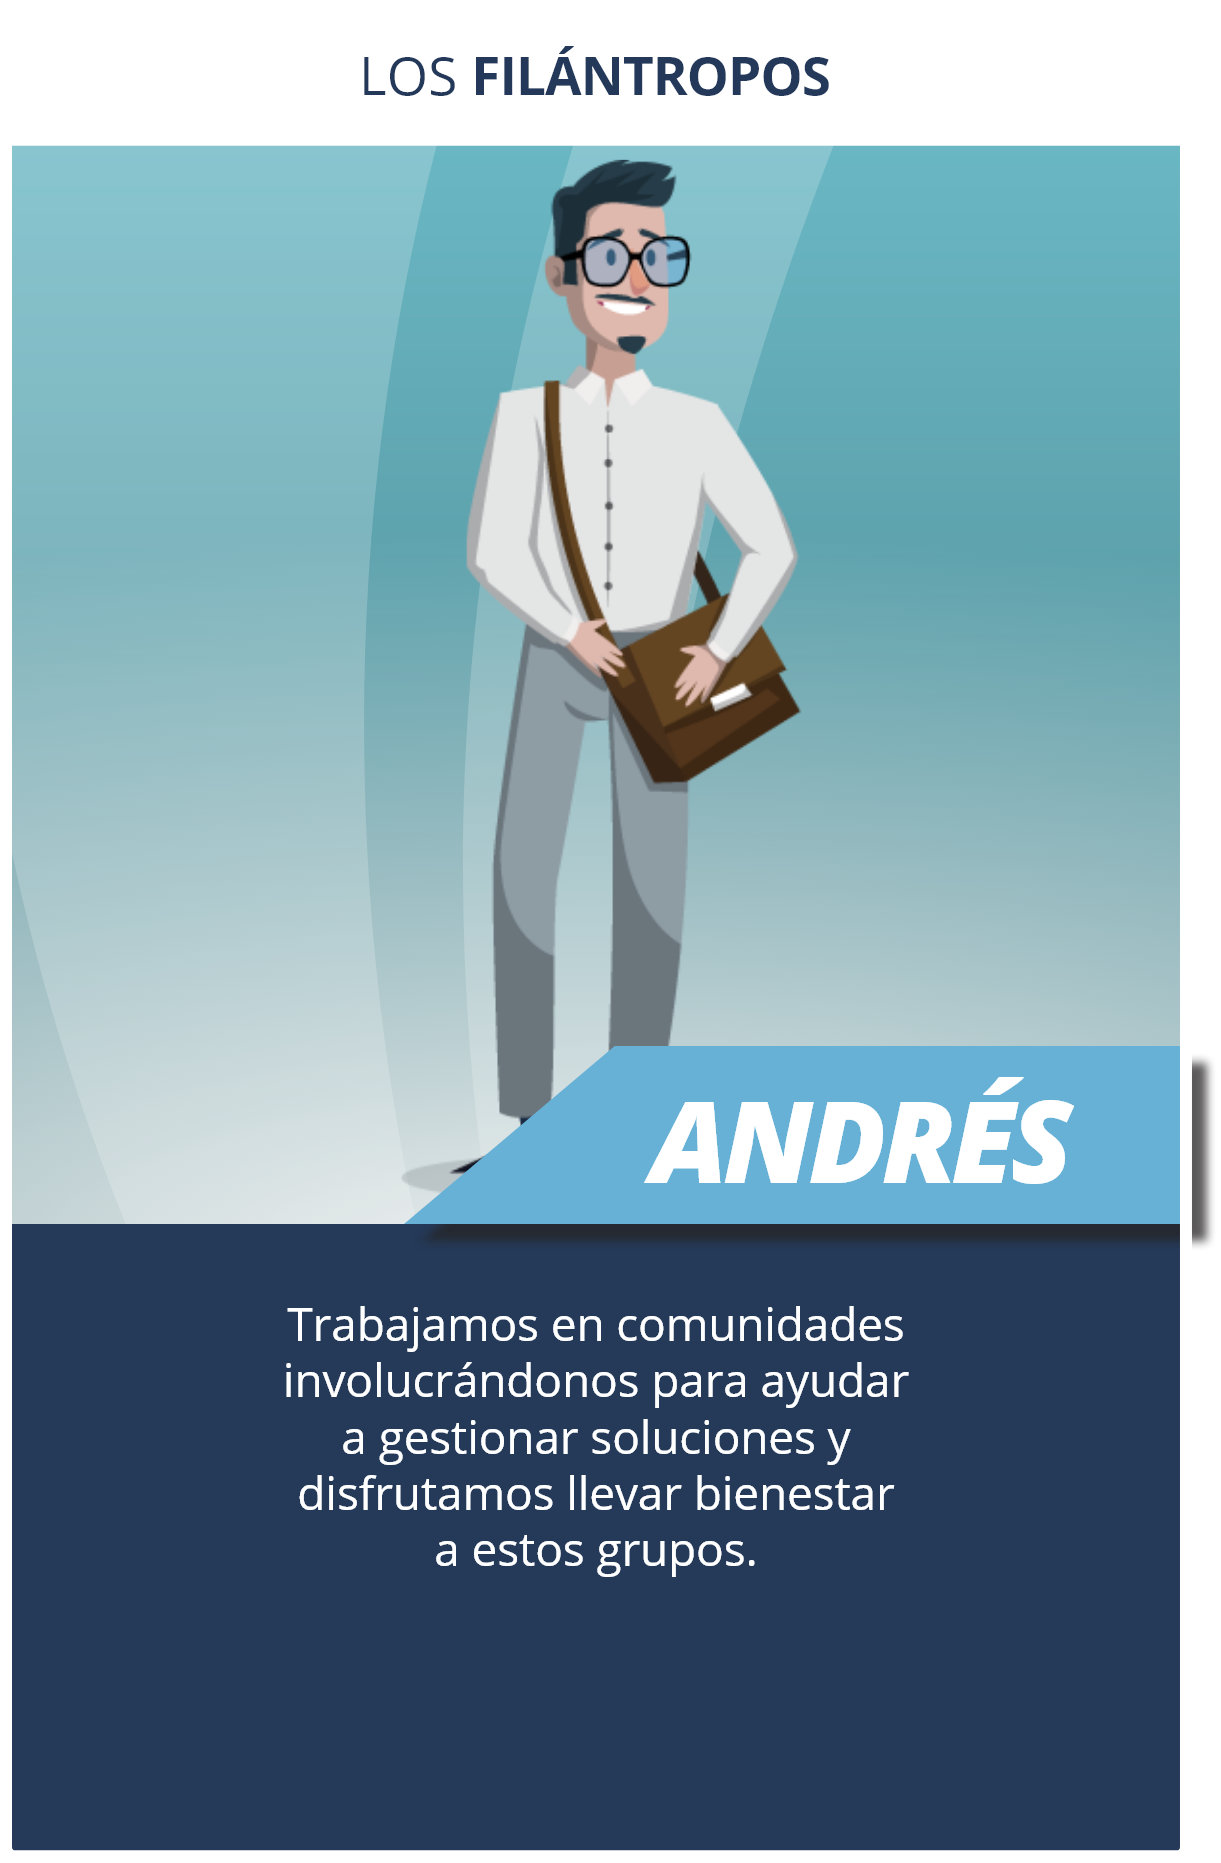 LOS FILÁNTROPOS
ANDRÉS
Trabajamos en comunidades
involucrándonos para ayudar
a gestionar soluciones y
disfrutamos llevar bienestar
a estos grupos.